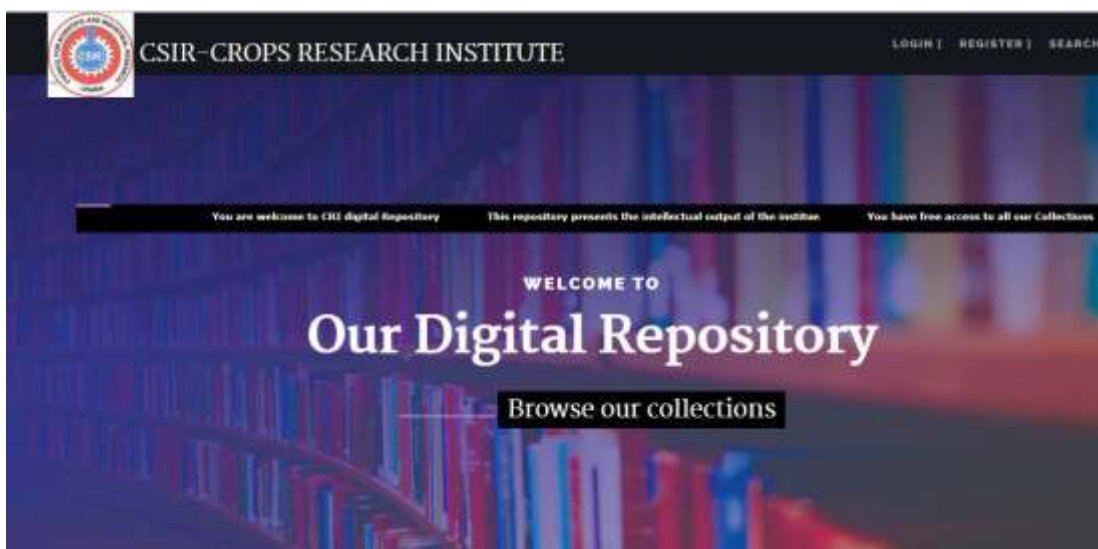 CSIR
CSIR-CROPS RESEARCH INSTITUTE
LOGIN | REGISTER | SEARCH
You are welcome to CRI digital Repository This repository presents the intellectual output of the institue You have free access to all our Collections
WELCOME TO
Our Digital Repository
Browse our collections